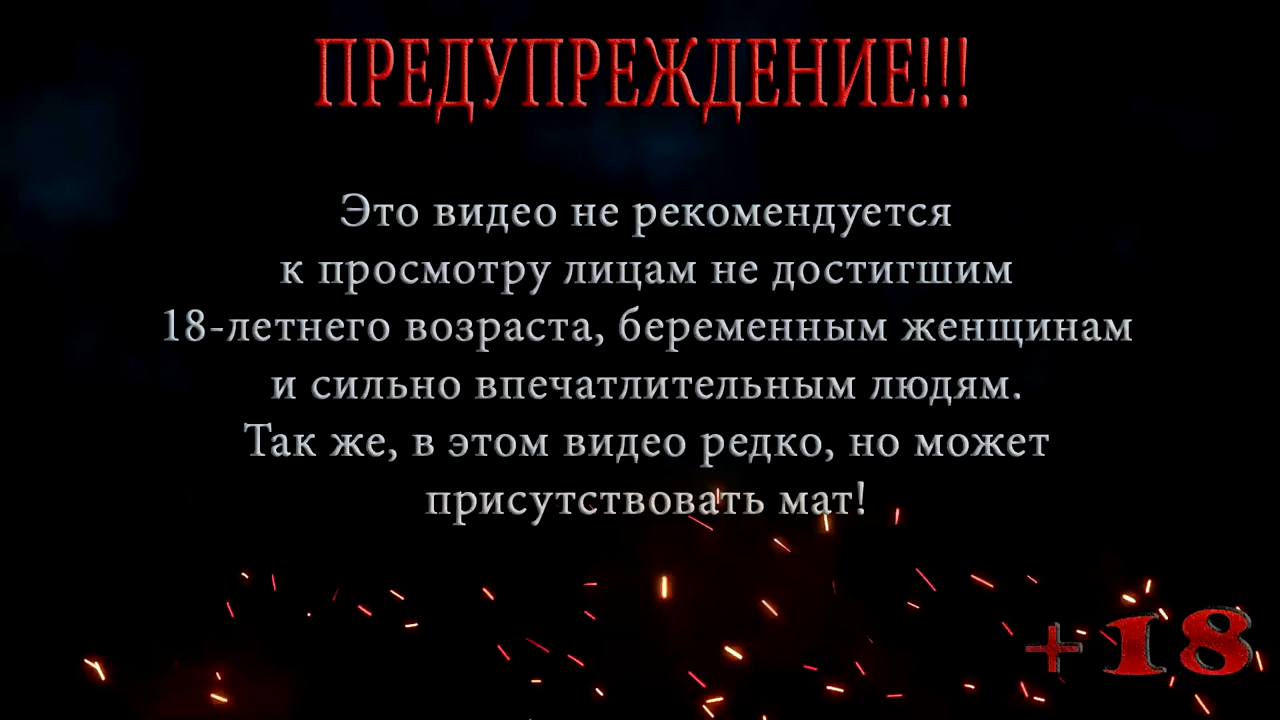 ПРЕДУПРЕЖДЕНИЕ!!!
Это видео не рекомендуется
к просмотру лицам не достигшим
18-летнего возраста, беременным женщинам
и сильно впечатлительным людям.
Так же, в этом видео редко, но может
присутствовать мат!
+18